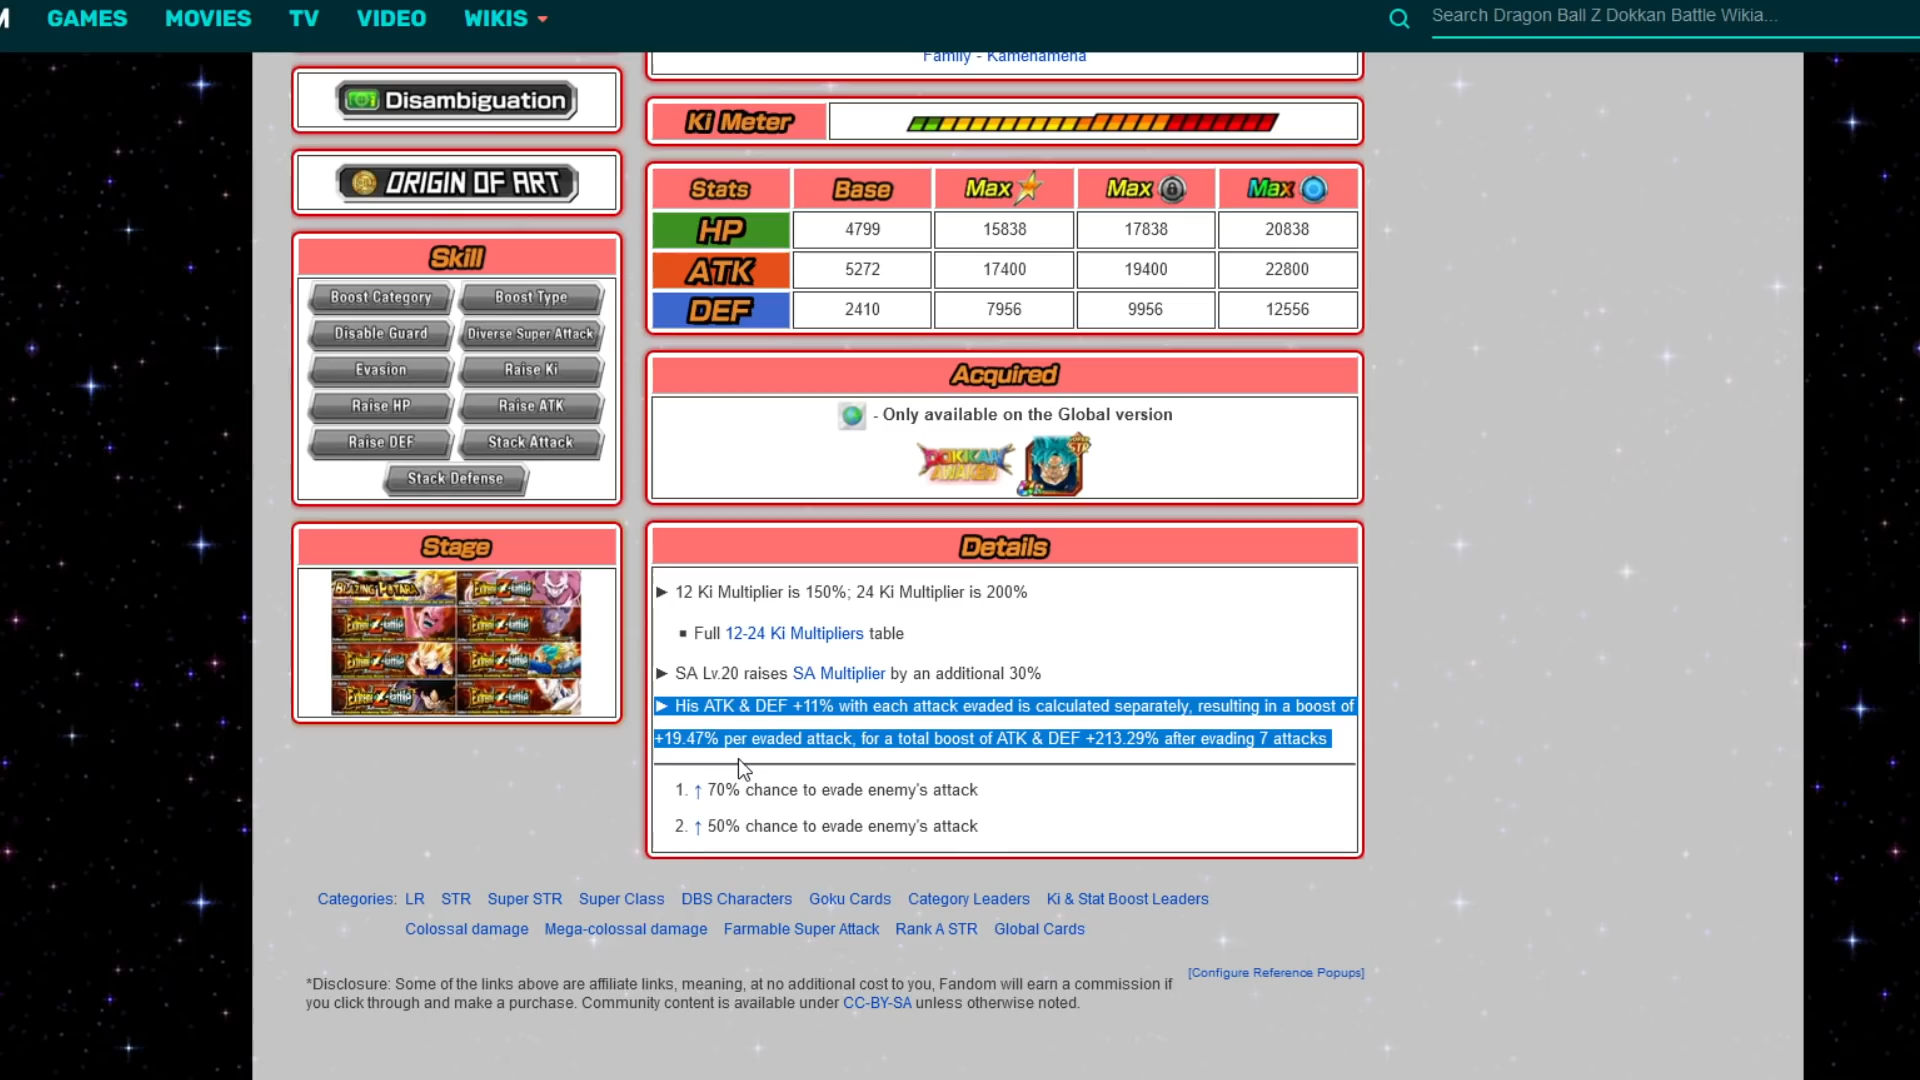 GAMES MOVIES TV VIDEO WIKIS
Search Dragon Ball Z Dokkan Battle Wikia...
Disambiguation
ORIGIN OF ART
Skill
Boost Category Boost Type
Disable Guard Diverse Super Attack
Evasion Raise Ki
Raise HP Raise ATK
Raise DEF Stack Attack
Stack Defense
Stage
Family - Kamehameha
Ki Meter
Stats Base Max Max Max
HP 4799 15838 17838 20838
ATK 5272 17400 19400 22800
DEF 2410 7956 9956 12556
Acquired
- Only available on the Global version
DOKKAN
AWAKEN
Details
► 12 Ki Multiplier is 150%; 24 Ki Multiplier is 200%
▪ Full 12-24 Ki Multipliers table
► SA Lv.20 raises SA Multiplier by an additional 30%
► His ATK & DEF +11% with each attack evaded is calculated separately, resulting in a boost of
+19.47% per evaded attack, for a total boost of ATK & DEF +213.29% after evading 7 attacks
1. ↑ 70% chance to evade enemy's attack
2. ↑ 50% chance to evade enemy's attack
Categories: LR STR Super STR Super Class DBS Characters Goku Cards Category Leaders Ki & Stat Boost Leaders
Colossal damage Mega-colossal damage Farmable Super Attack Rank A STR Global Cards
[Configure Reference Popups]
*Disclosure: Some of the links above are affiliate links, meaning, at no additional cost to you, Fandom will earn a commission if
you click through and make a purchase. Community content is available under CC-BY-SA unless otherwise noted.